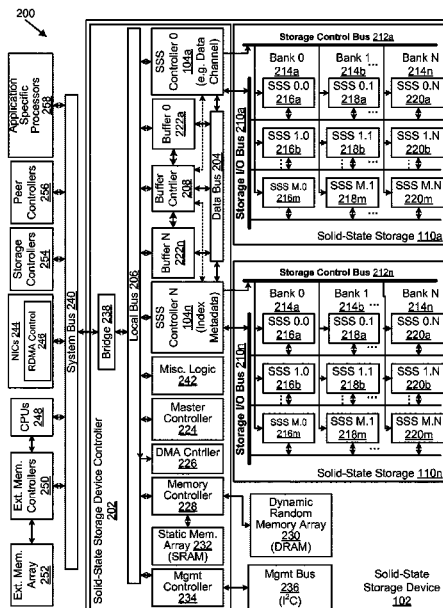 200
Application
Specific
Processors
258
Peer
Controllers
256
Storage
Controllers
254
NICs 244
RDMA Control
246
CPUs
248
Ext. Mem.
Controllers
250
Ext. Mem.
Array
252
System Bus 240
Bridge 238
Solid-State Storage Device Controller
202
Local Bus 206
SSS
Controller 0
104a
(e.g. Data
Channel)
Buffer 0
222a
Buffer
Cntrller
208
Buffer N
222n
Data Bus 204
SSS
Controller N
104n
(Index
Metadata)
Misc. Logic
242
Master
Controller
224
DMA Cntrller
226
Memory
Controller
228
Static Mem.
Array 232
(SRAM)
Mgmt
Controller
234
Dynamic
Random
Memory Array
230
(DRAM)
Mgmt Bus
236
(I²C)
Storage Control Bus 212a
Storage I/O Bus 210a
Bank 0
214a
Bank 1
214b
Bank N
214n
SSS 0.0
216a
SSS 0.1
218a
SSS 0.N
220a
SSS 1.0
216b
SSS 1.1
218b
SSS 1.N
220b
SSS M.0
216m
SSS M.1
218m
SSS M.N
220m
Solid-State Storage 110a
Storage Control Bus 212n
Storage I/O Bus 210n
Bank 0
214a
Bank 1
214b
Bank N
214n
SSS 0.0
216a
SSS 0.1
218a
SSS 0.N
220a
SSS 1.0
216b
SSS 1.1
218b
SSS 1.N
220b
SSS M.0
216m
SSS M.1
218m
SSS M.N
220m
Solid-State Storage 110n
Solid-State
Storage Device
102